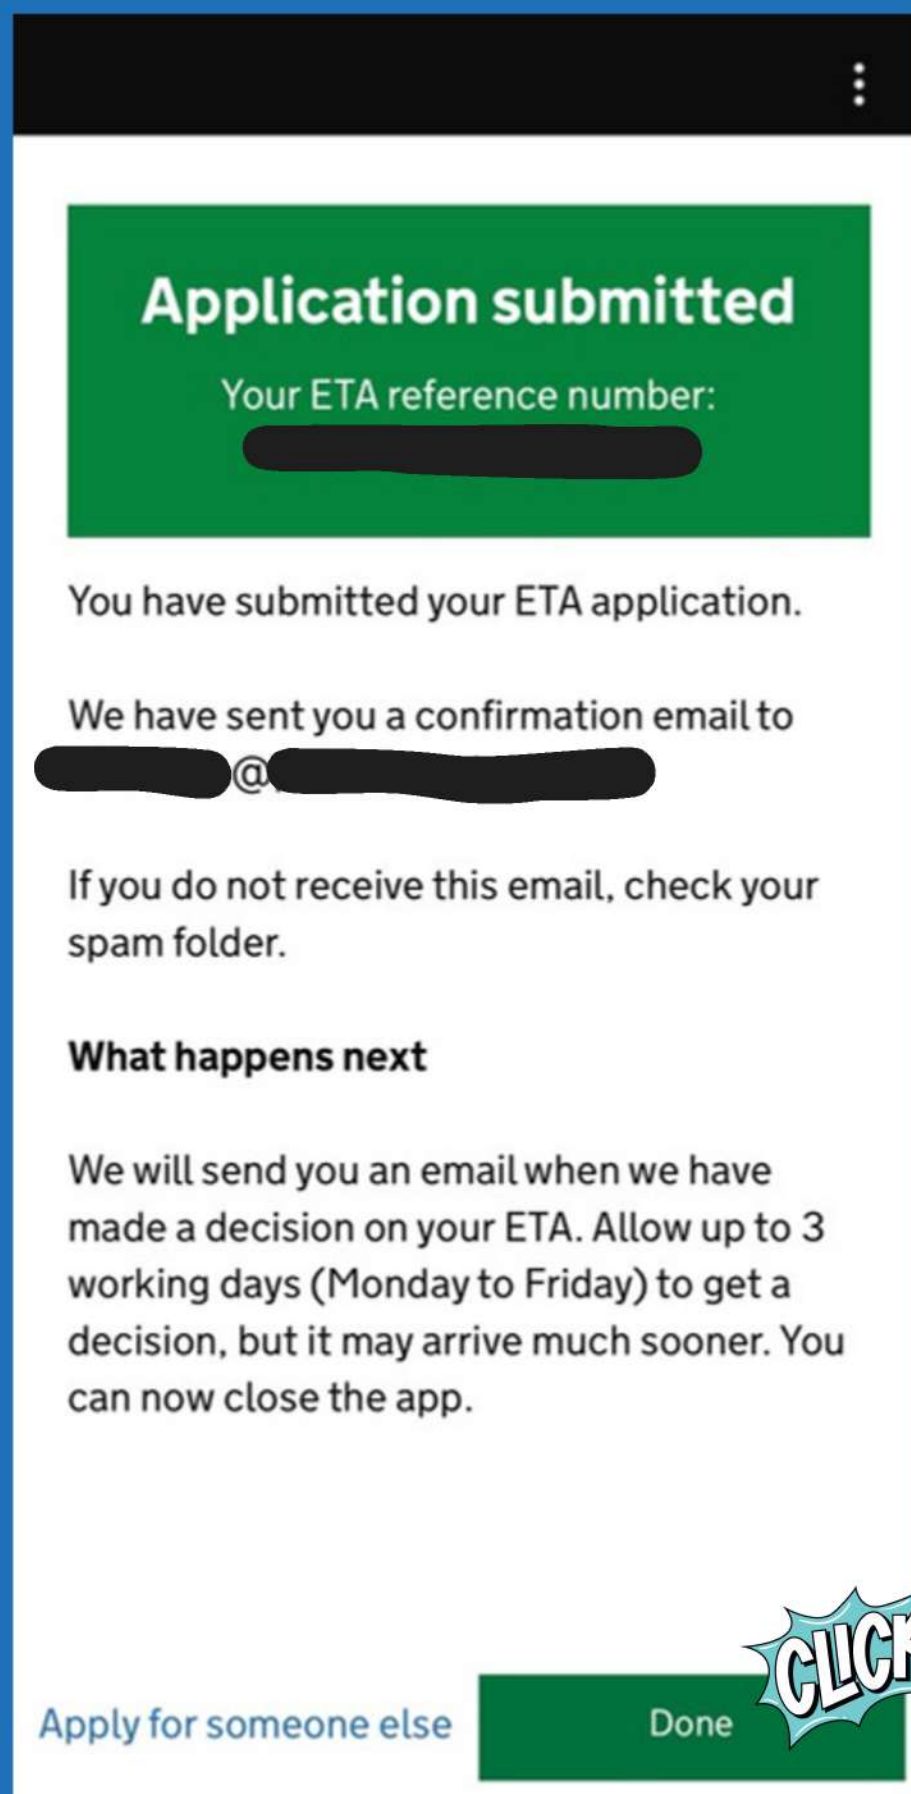 Application submitted
Your ETA reference number:
You have submitted your ETA application.
We have sent you a confirmation email to
@
If you do not receive this email, check your
spam folder.
What happens next
We will send you an email when we have
made a decision on your ETA. Allow up to 3
working days (Monday to Friday) to get a
decision, but it may arrive much sooner. You
can now close the app.
CLICK
Apply for someone else
Done